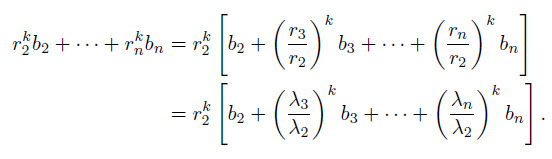 $r_2^k b_2 + \cdots + r_n^k b_n = r_2^k \left[ b_2 + \left( \frac{r_3}{r_2} \right)^k b_3 + \cdots + \left( \frac{r_n}{r_2} \right)^k b_n \right]$
$= r_2^k \left[ b_2 + \left( \frac{\lambda_3}{\lambda_2} \right)^k b_3 + \cdots + \left( \frac{\lambda_n}{\lambda_2} \right)^k b_n \right].$